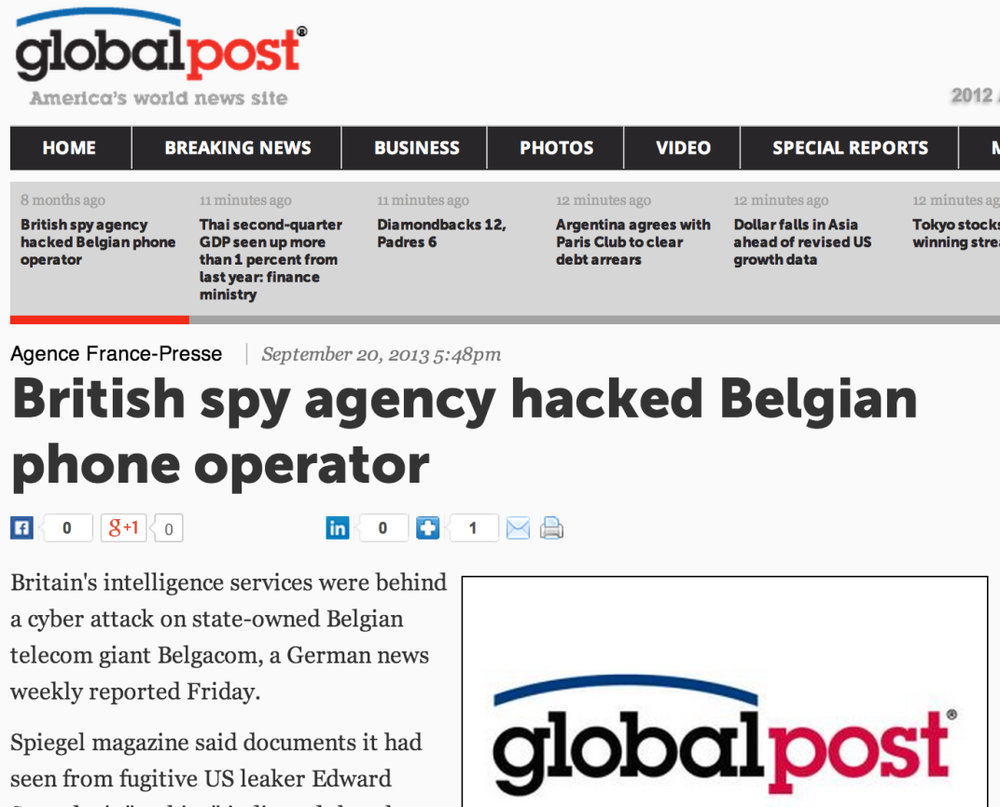 globalpost®
America's world news site
2012
HOME BREAKING NEWS BUSINESS PHOTOS VIDEO SPECIAL REPORTS
8 months ago
British spy agency
hacked Belgian phone
operator
11 minutes ago
Thai second-quarter
GDP seen up more
than 1 percent from
last year: finance
ministry
11 minutes ago
Diamondbacks 12,
Padres 6
12 minutes ago
Argentina agrees with
Paris Club to clear
debt arrears
12 minutes ago
Dollar falls in Asia
ahead of revised US
growth data
12 minutes ag
Tokyo stocks
winning
Agence France-Presse September 20, 2013 5:48pm
British spy agency hacked Belgian
phone operator
f 0 g+1 0 in 0 1
Britain's intelligence services were behind
a cyber attack on state-owned Belgian
telecom giant Belgacom, a German news
weekly reported Friday.
Spiegel magazine said documents it had
seen from fugitive US leaker Edward
globalpost®